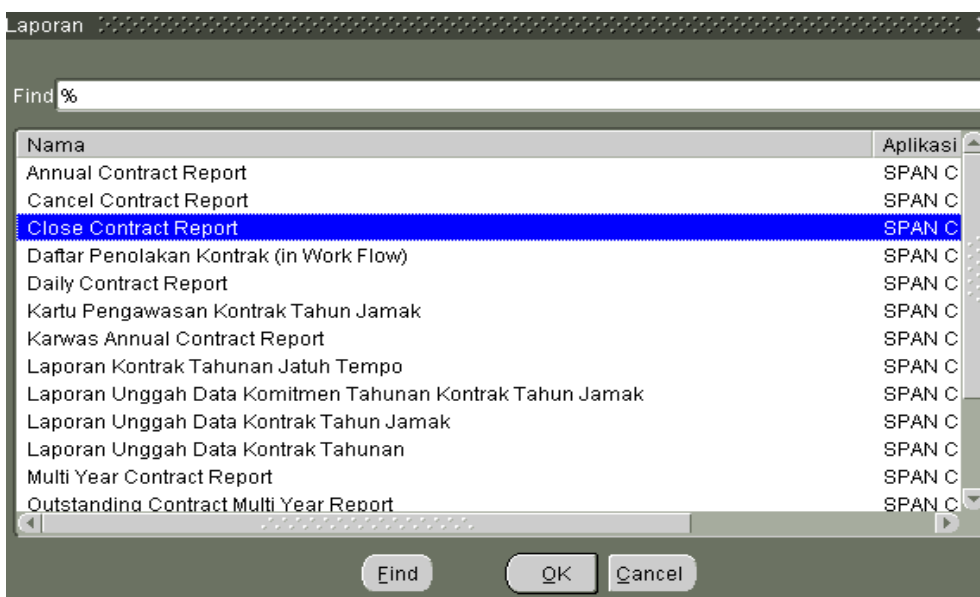 Laporan
Find %
Nama Aplikasi
Annual Contract Report SPAN C
Cancel Contract Report SPAN C
Close Contract Report SPAN C
Daftar Penolakan Kontrak (in Work Flow) SPAN C
Daily Contract Report SPAN C
Kartu Pengawasan Kontrak Tahun Jamak SPAN C
Karwas Annual Contract Report SPAN C
Laporan Kontrak Tahunan Jatuh Tempo SPAN C
Laporan Unggah Data Komitmen Tahunan Kontrak Tahun Jamak SPAN C
Laporan Unggah Data Kontrak Tahun Jamak SPAN C
Laporan Unggah Data Kontrak Tahunan SPAN C
Multi Year Contract Report SPAN C
Outstanding Contract Multi Year Report SPAN C
Find OK Cancel